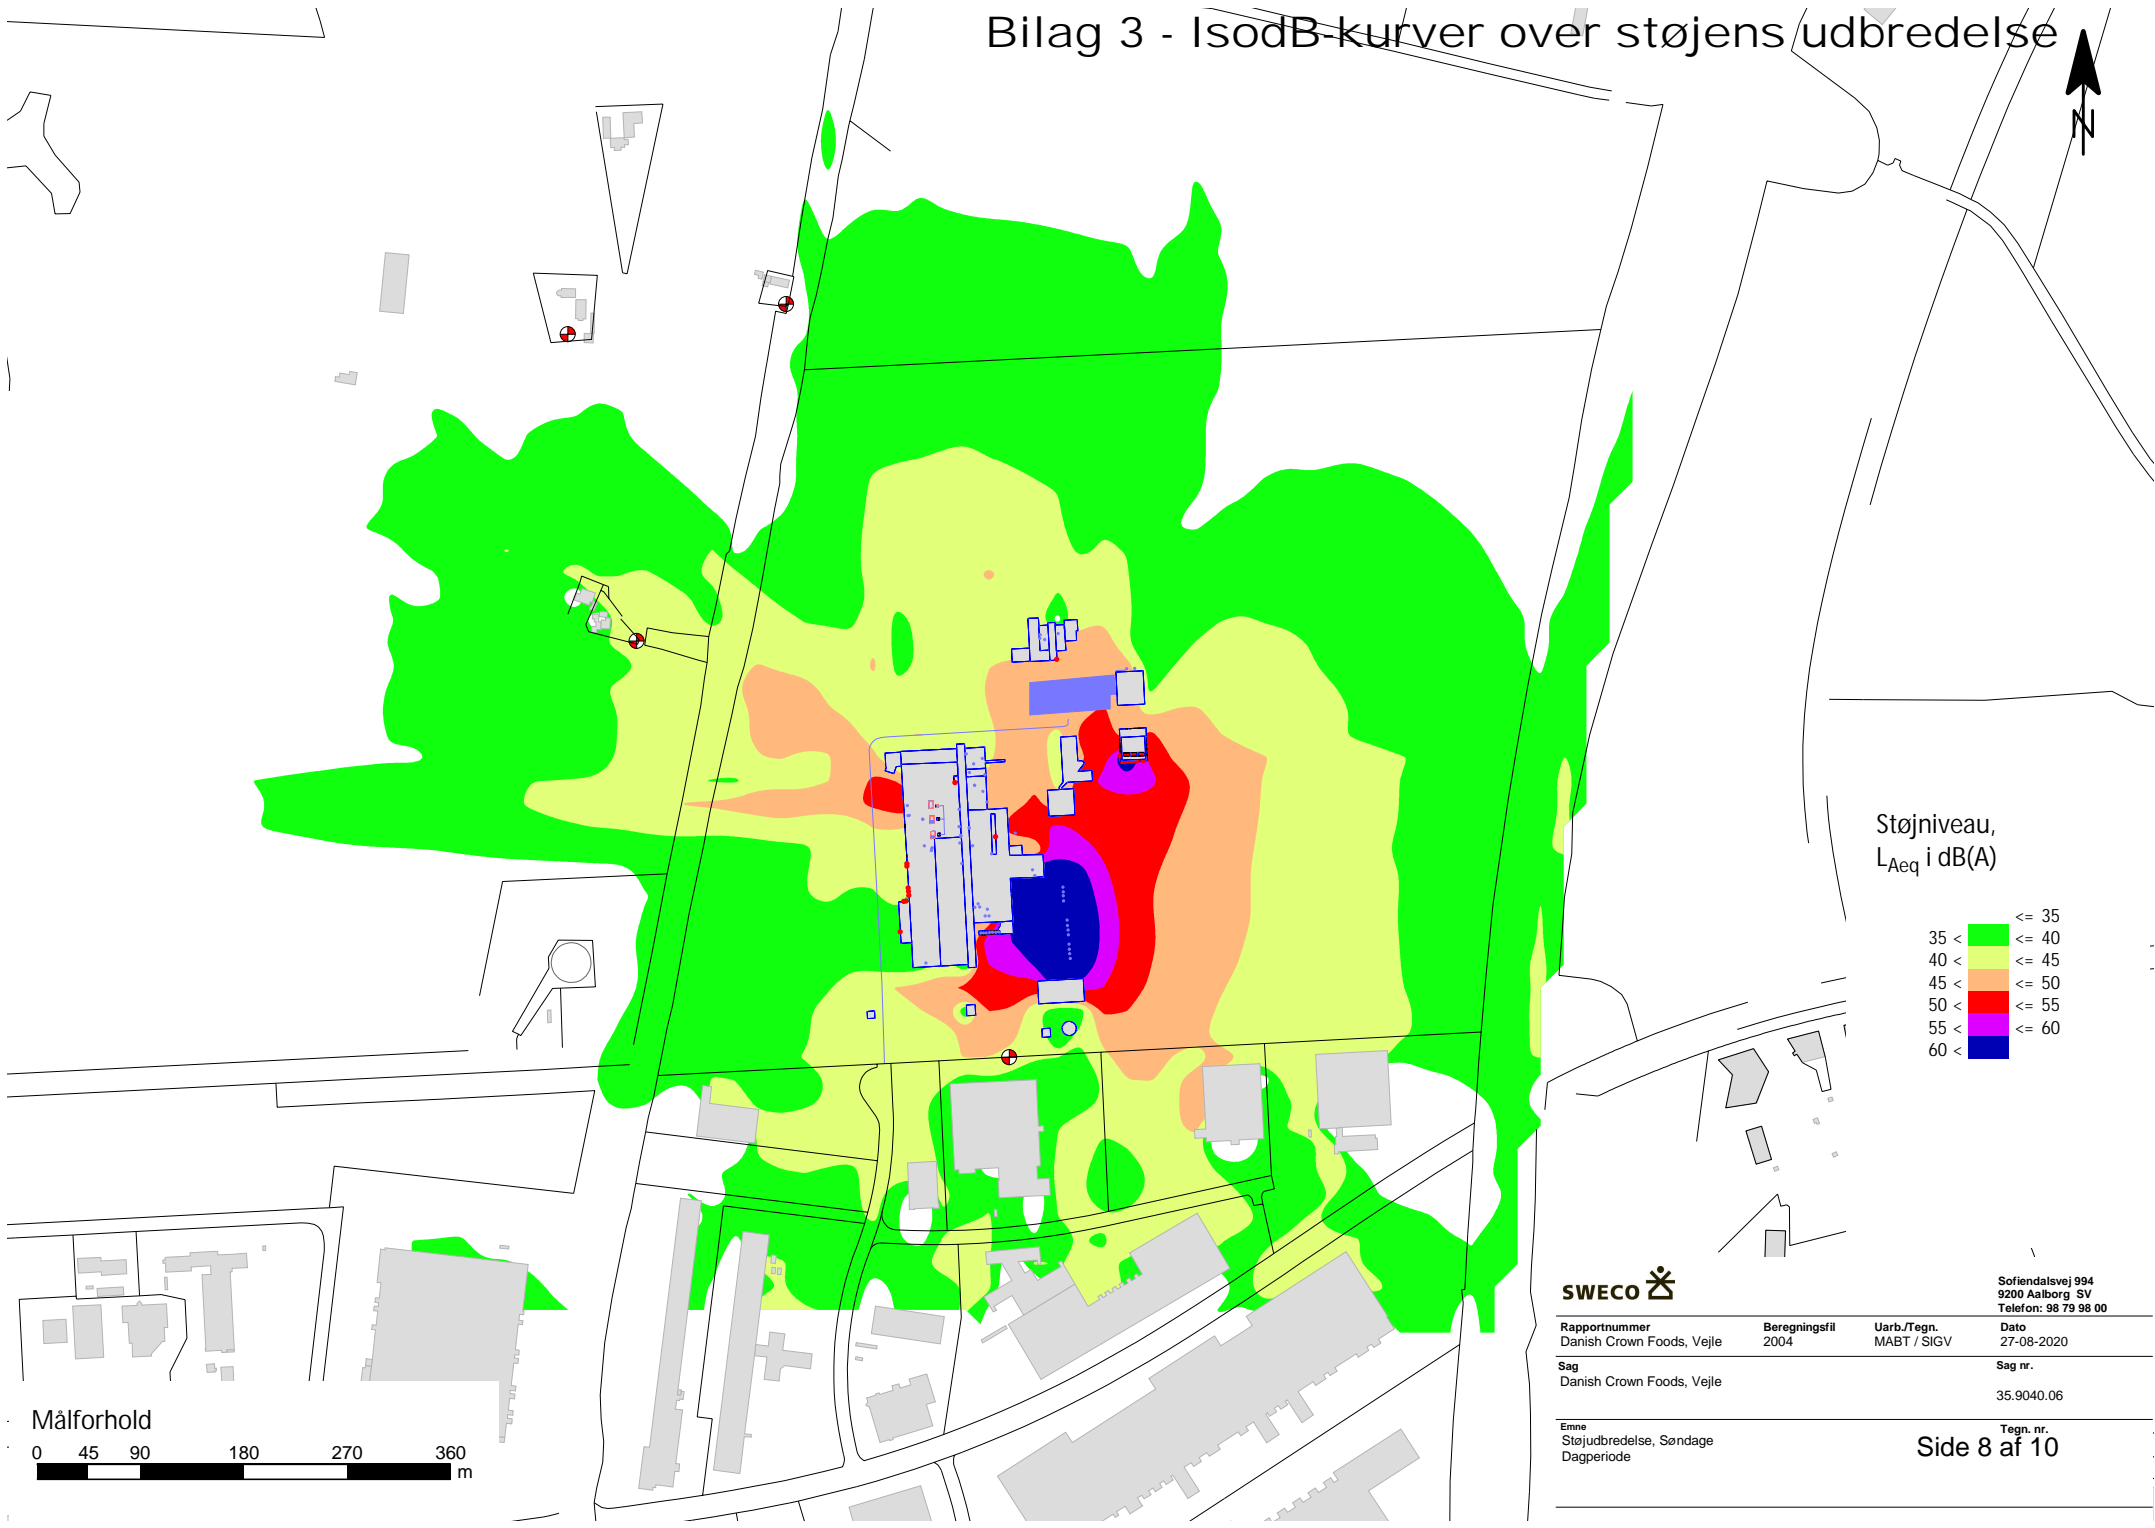 Bilag 3 - IsodB-kurver over støjens udbredelse
N
Støjniveau,
LAeq i dB(A)
<= 35
35 < <= 40
40 < <= 45
45 < <= 50
50 < <= 55
55 < <= 60
60 <
Målforhold
0 45 90 180 270 360
m
SWECO
Sofiendalsvej 994
9200 Aalborg SV
Telefon: 98 79 98 00
Rapportnummer Beregningsfil Uarb./Tegn. Dato
Danish Crown Foods, Vejle 2004 MABT / SIGV 27-08-2020
Sag Sag nr.
Danish Crown Foods, Vejle
35.9040.06
Emne Tegn. nr.
Støjudbredelse, Søndage
Dagperiode
Side 8 af 10